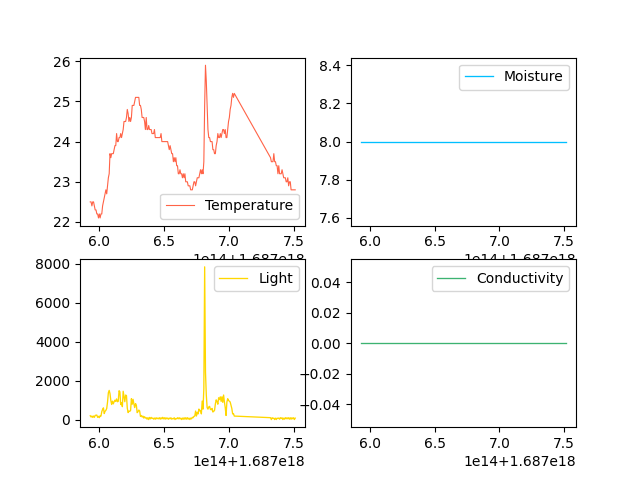 26
25
24
23
22
Temperature
6.0 6.5 7.0 7.5
1e14+1.687e18
8.4
8.2
8.0
7.8
7.6
Moisture
6.0 6.5 7.0 7.5
1e14+1.687e18
8000
6000
4000
2000
0
Light
6.0 6.5 7.0 7.5
1e14+1.687e18
0.04
0.02
0.00
−0.02
−0.04
Conductivity
6.0 6.5 7.0 7.5
1e14+1.687e18